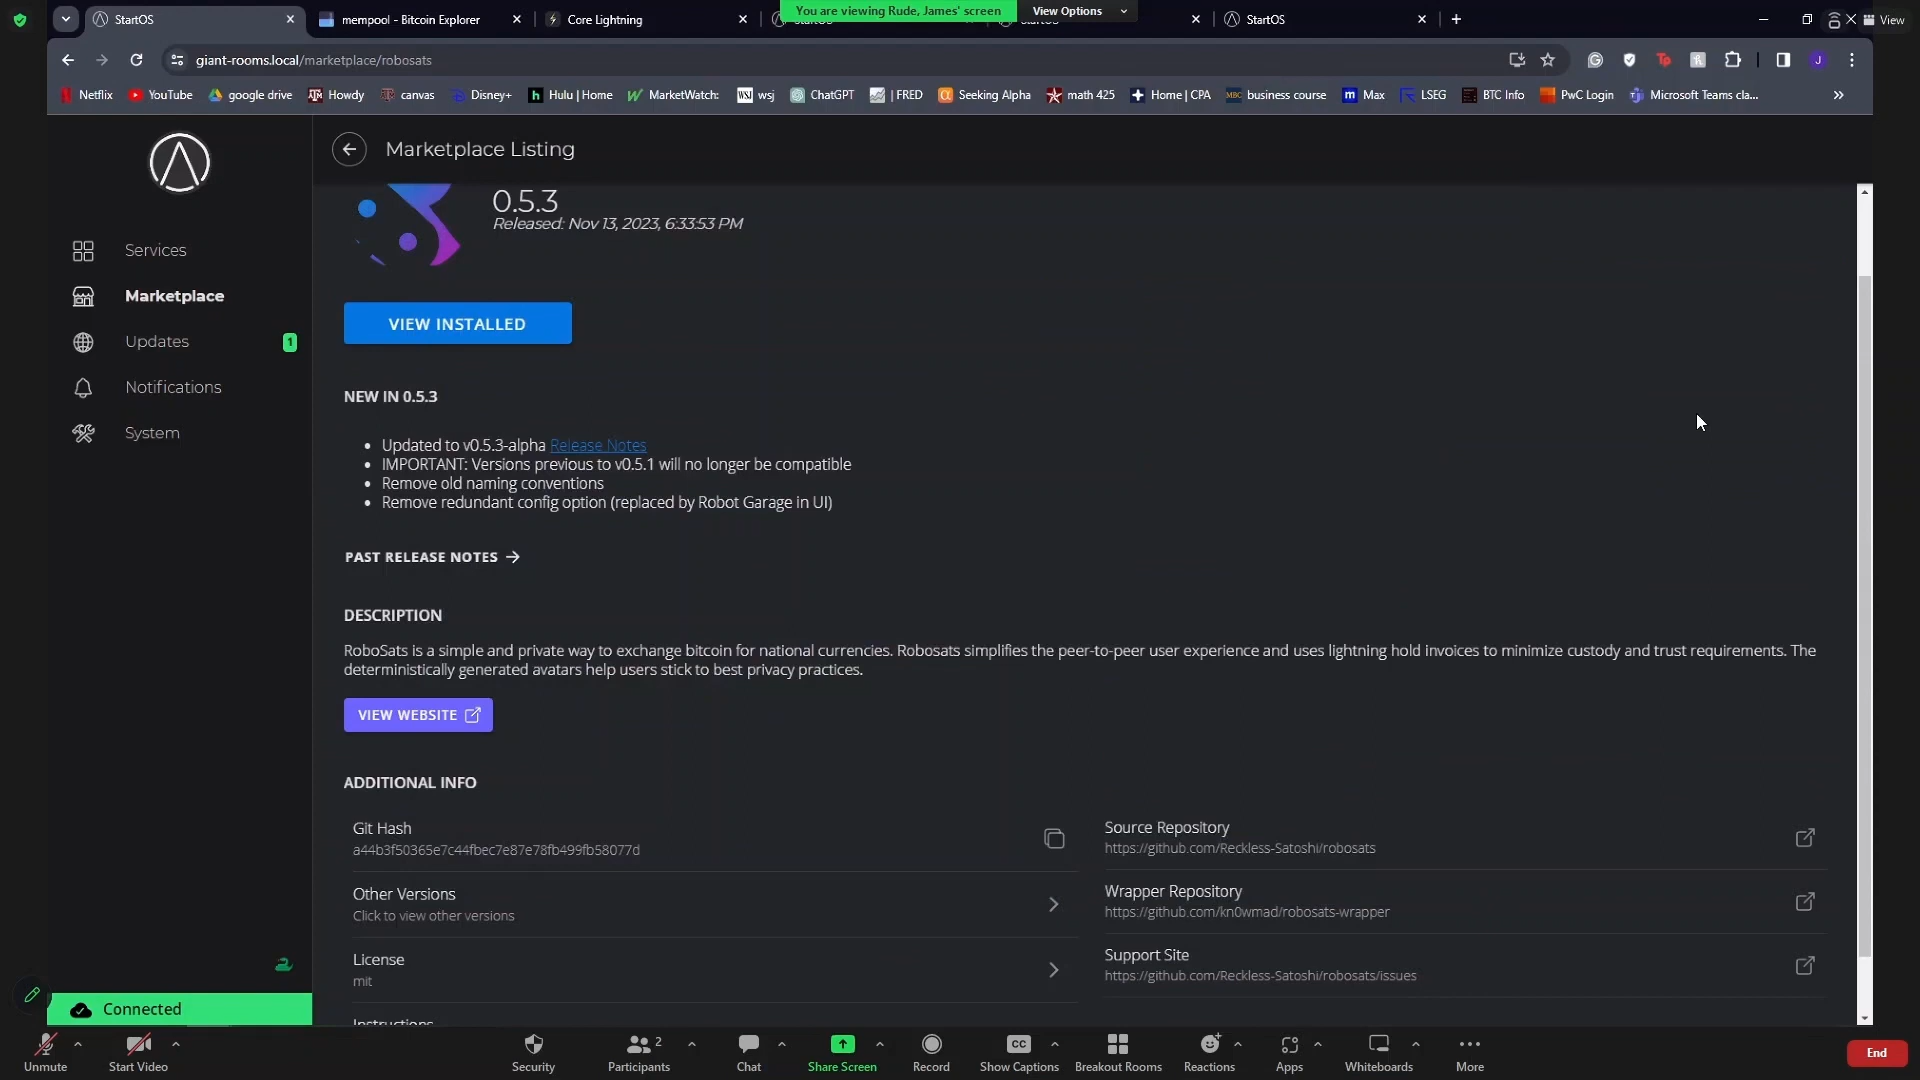 StartOS
mempool - Bitcoin Explorer
Core Lightning
You are viewing Rude, James' screen
View Options
StartOS
View
giant-rooms.local/marketplace/robosats
Netflix
YouTube
google drive
Howdy
canvas
Disney+
Hulu | Home
MarketWatch:
wsj
ChatGPT
| FRED
Seeking Alpha
math 425
Home | CPA
business course
Max
LSEG
BTC Info
PwC Login
Microsoft Teams cla...
Marketplace Listing
0.5.3
Released: Nov 13, 2023, 6:33:53 PM
Services
Marketplace
Updates
1
Notifications
System
VIEW INSTALLED
NEW IN 0.5.3
Updated to v0.5.3-alpha Release Notes
IMPORTANT: Versions previous to v0.5.1 will no longer be compatible
Remove old naming conventions
Remove redundant config option (replaced by Robot Garage in UI)
PAST RELEASE NOTES
DESCRIPTION
RoboSats is a simple and private way to exchange bitcoin for national currencies. Robosats simplifies the peer-to-peer user experience and uses lightning hold invoices to minimize custody and trust requirements. The
deterministically generated avatars help users stick to best privacy practices.
VIEW WEBSITE
ADDITIONAL INFO
Git Hash
a44b3f50365e7c44fbec7e87e78fb499fb58077d
Source Repository
https://github.com/Reckless-Satoshi/robosats
Other Versions
Click to view other versions
Wrapper Repository
https://github.com/kn0wmad/robosats-wrapper
License
mit
Support Site
https://github.com/Reckless-Satoshi/robosats/issues
Instructions
Connected
Unmute
Start Video
Security
Participants
2
Chat
Share Screen
Record
CC
Show Captions
Breakout Rooms
Reactions
Apps
Whiteboards
More
End